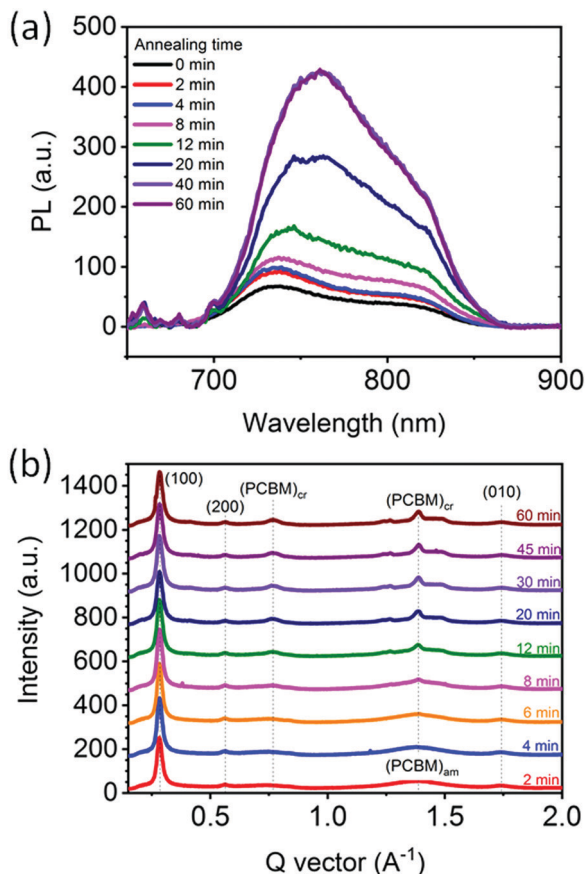 (a)
500
400
300
200
100
0
PL (a.u.)
Annealing time
0 min
2 min
4 min
8 min
12 min
20 min
40 min
60 min
700 800 900
Wavelength (nm)
(b)
1400
1200
1000
800
600
400
200
0
Intensity (a.u.)
(100)
(200)
(PCBM)cr
(PCBM)cr
(010)
60 min
45 min
30 min
20 min
12 min
8 min
6 min
4 min
(PCBM)am
2 min
0.5 1.0 1.5 2.0
Q vector (A⁻¹)